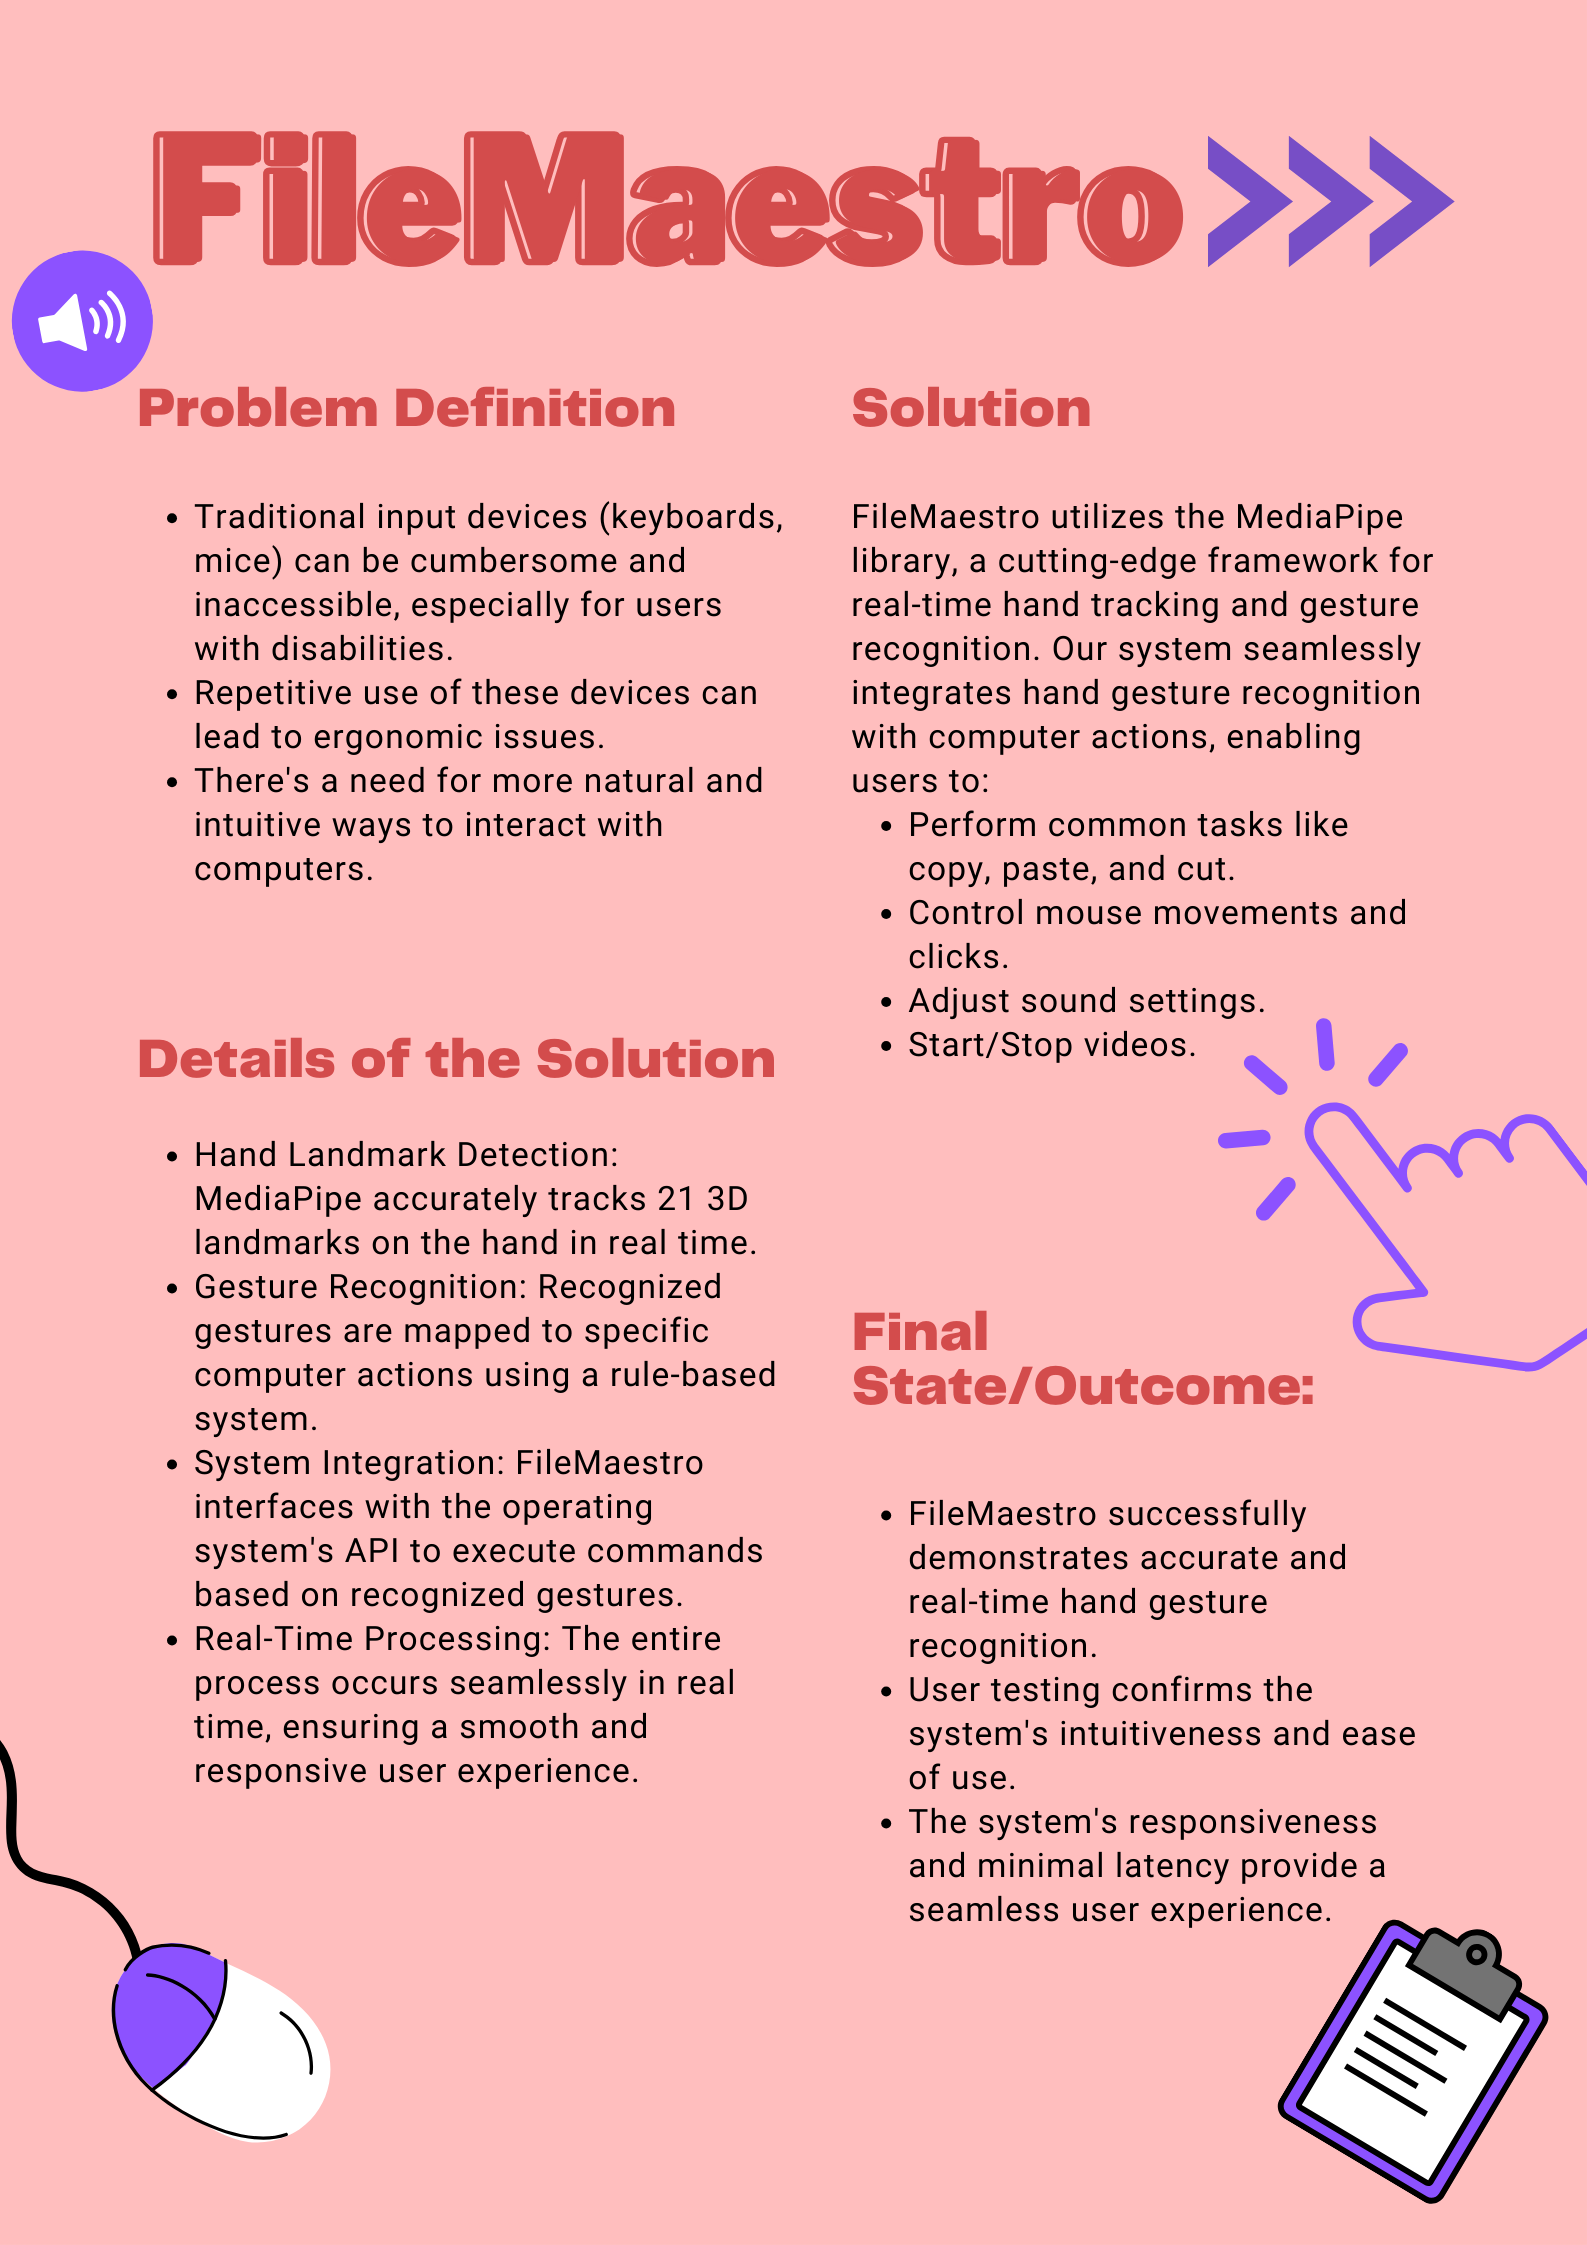 FileMaestro
Problem Definition
Traditional input devices (keyboards,
mice) can be cumbersome and
inaccessible, especially for users
with disabilities.
Repetitive use of these devices can
lead to ergonomic issues.
There's a need for more natural and
intuitive ways to interact with
computers.
Solution
FileMaestro utilizes the MediaPipe
library, a cutting-edge framework for
real-time hand tracking and gesture
recognition. Our system seamlessly
integrates hand gesture recognition
with computer actions, enabling
users to:
Perform common tasks like
copy, paste, and cut.
Control mouse movements and
clicks.
Adjust sound settings.
Start/Stop videos.
Details of the Solution
Hand Landmark Detection:
MediaPipe accurately tracks 21 3D
landmarks on the hand in real time.
Gesture Recognition: Recognized
gestures are mapped to specific
computer actions using a rule-based
system.
System Integration: FileMaestro
interfaces with the operating
system's API to execute commands
based on recognized gestures.
Real-Time Processing: The entire
process occurs seamlessly in real
time, ensuring a smooth and
responsive user experience.
Final
State/Outcome:
FileMaestro successfully
demonstrates accurate and
real-time hand gesture
recognition.
User testing confirms the
system's intuitiveness and ease
of use.
The system's responsiveness
and minimal latency provide a
seamless user experience.